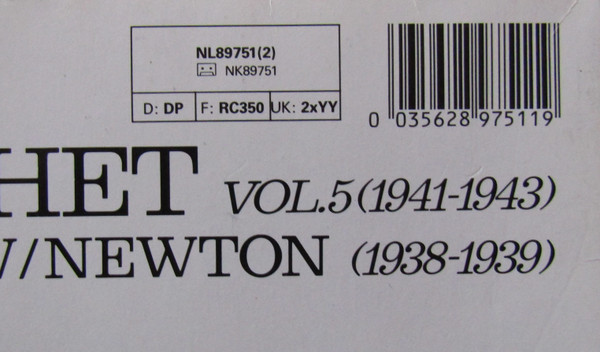 NL89751(2)
NK89751
D: DP F: RC350 UK: 2xYY
0 035628 975119
HET VOL.5 (1941-1943)
/NEWTON (1938-1939)